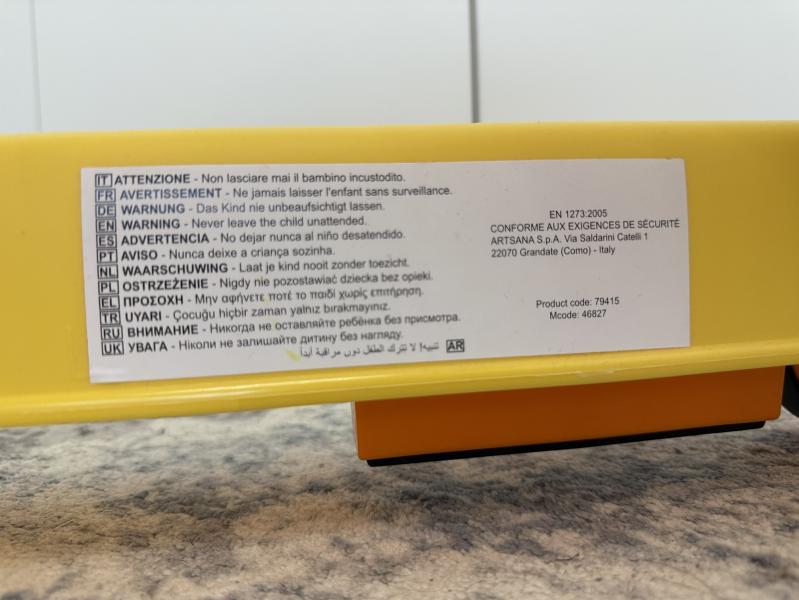 IT ATTENZIONE - Non lasciare mai il bambino incustodito.
FR AVERTISSEMENT - Ne jamais laisser l'enfant sans surveillance.
DE WARNUNG - Das Kind nie unbeaufsichtigt lassen.
EN WARNING - Never leave the child unattended.
ES ADVERTENCIA - No dejar nunca al niño desatendido.
PT AVISO - Nunca deixe a criança sozinha.
NL WAARSCHUWING - Laat je kind nooit zonder toezicht.
PL OSTRZEŻENIE - Nigdy nie pozostawiać dziecka bez opieki.
EL ΠΡΟΣΟΧΗ - Μην αφήνετε ποτέ το παιδί χωρίς επιτήρηση.
TR UYARI - Çocuğu hiçbir zaman yalnız bırakmayınız.
RU ВНИМАНИЕ - Никогда не оставляйте ребёнка без присмотра.
UK УВАГА - Ніколи не залишайте дитину без нагляду.
AR تنبيه! لا تترك الطفل دون مراقبة أبداً
EN 1273:2005
CONFORME AUX EXIGENCES DE SÉCURITÉ
ARTSANA S.p.A. Via Saldarini Catelli 1
22070 Grandate (Como) - Italy
Product code: 79415
Mcode: 46827